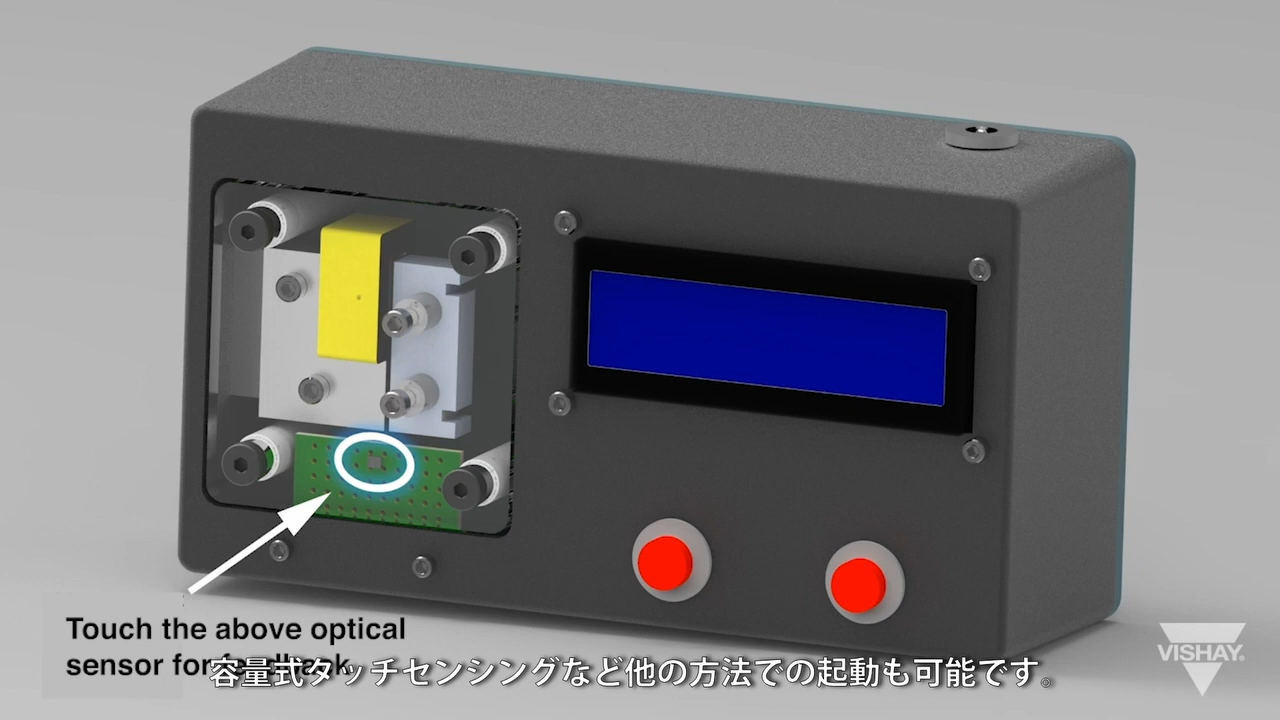 Touch the above optical
sensor for feedback
容量式タッチセンシングなど他の方法での起動も可能です。
VISHAY